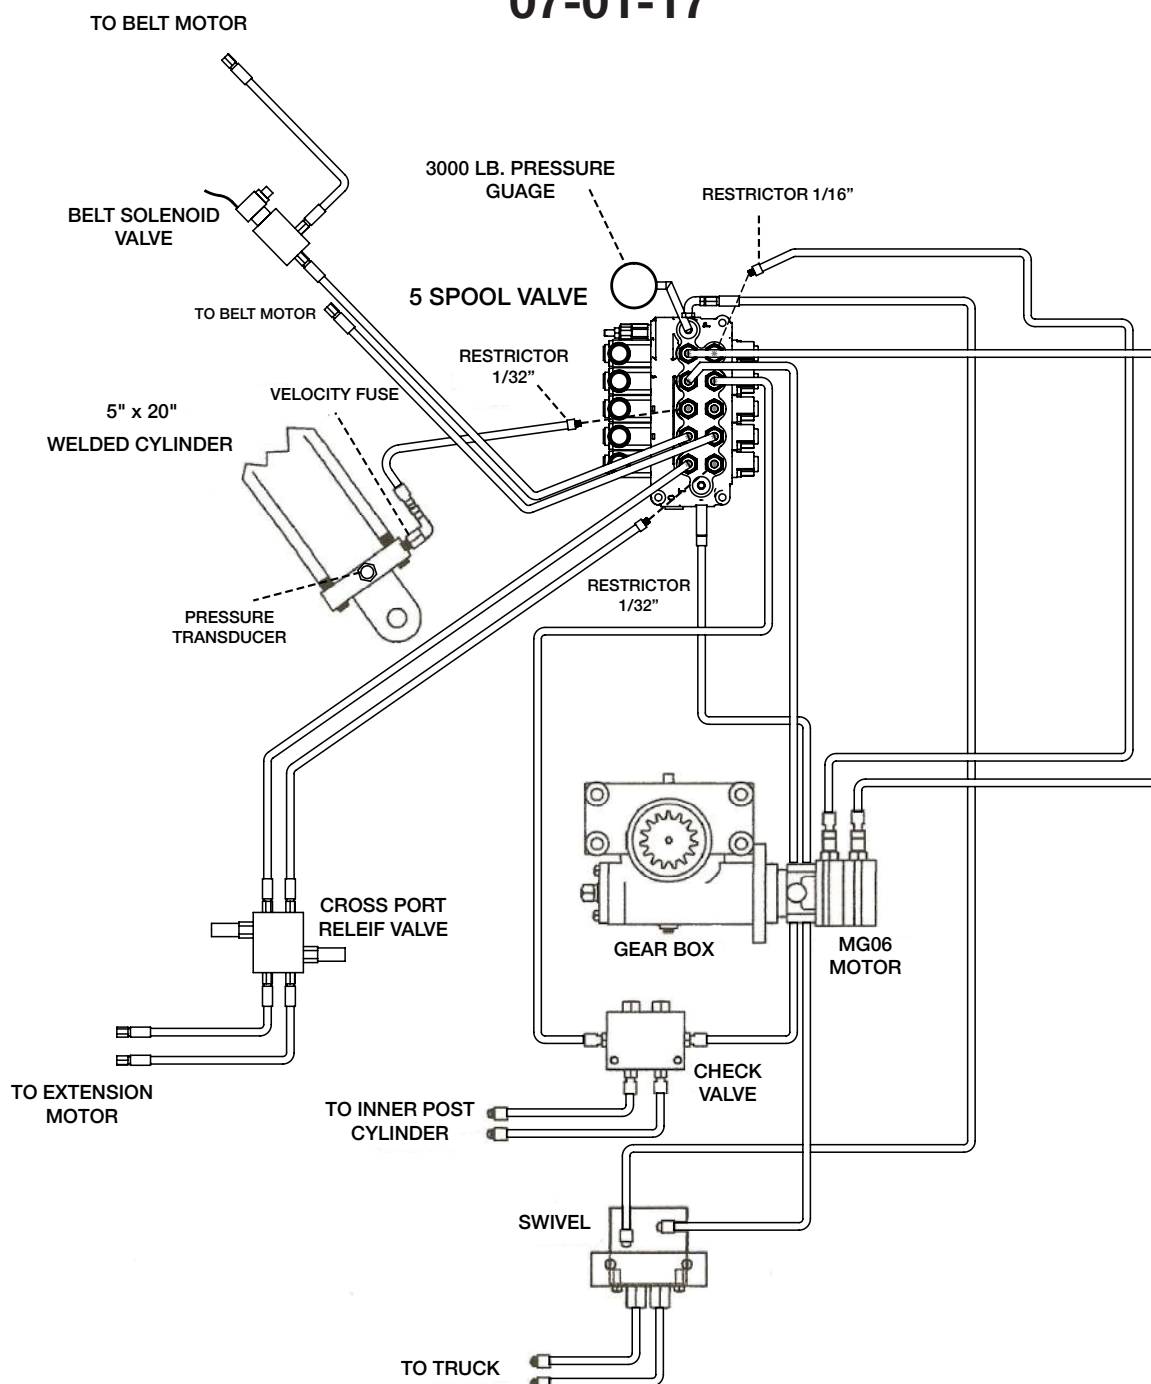 07-01-17
TO BELT MOTOR
3000 LB. PRESSURE
GUAGE
RESTRICTOR 1/16”
BELT SOLENOID
VALVE
5 SPOOL VALVE
TO BELT MOTOR
RESTRICTOR
1/32”
VELOCITY FUSE
5" x 20"
WELDED CYLINDER
RESTRICTOR
1/32”
PRESSURE
TRANSDUCER
CROSS PORT
RELEIF VALVE
GEAR BOX
MG06
MOTOR
CHECK
VALVE
TO EXTENSION
MOTOR
TO INNER POST
CYLINDER
SWIVEL
TO TRUCK